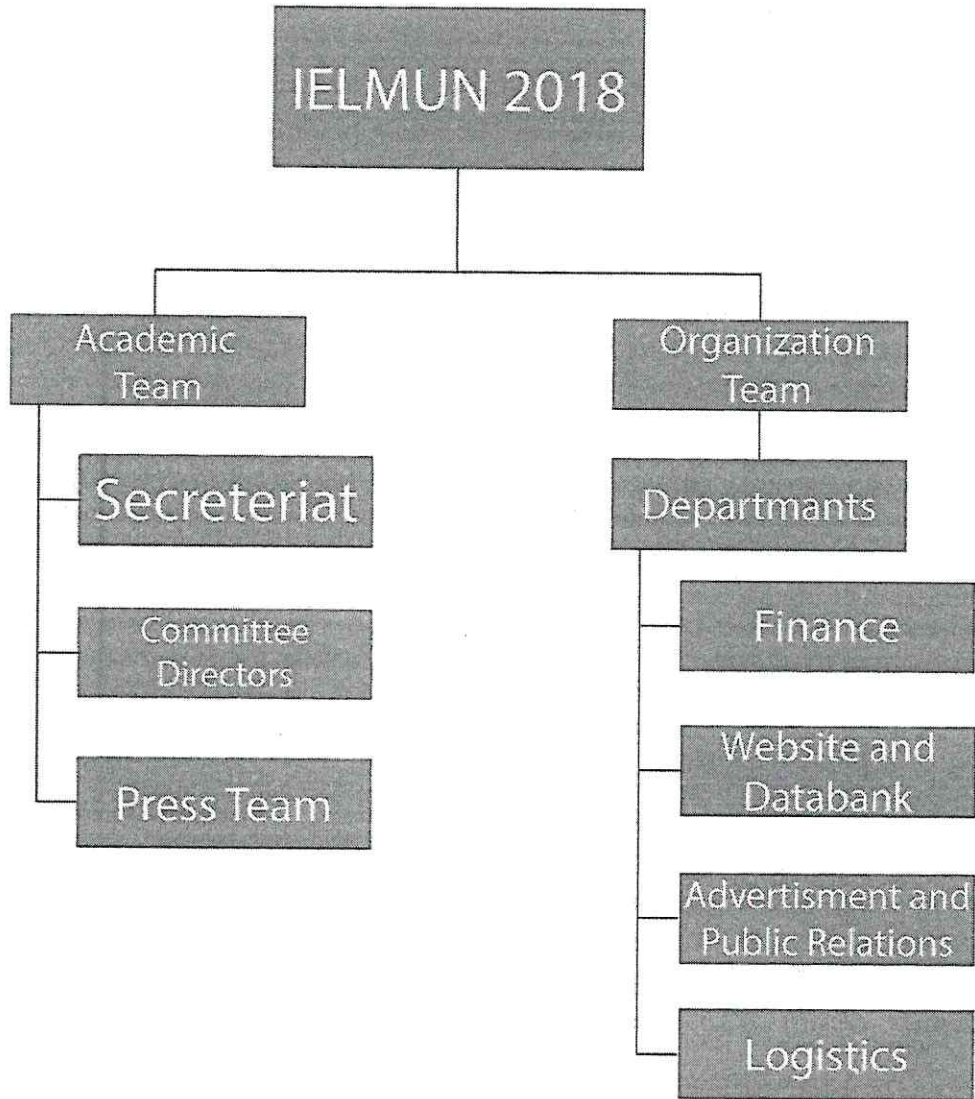 IELMUN 2018
Academic
Team
Secreteriat
Committee
Directors
Press Team
Organization
Team
Departmants
Finance
Website and
Databank
Advertisment and
Public Relations
Logistics